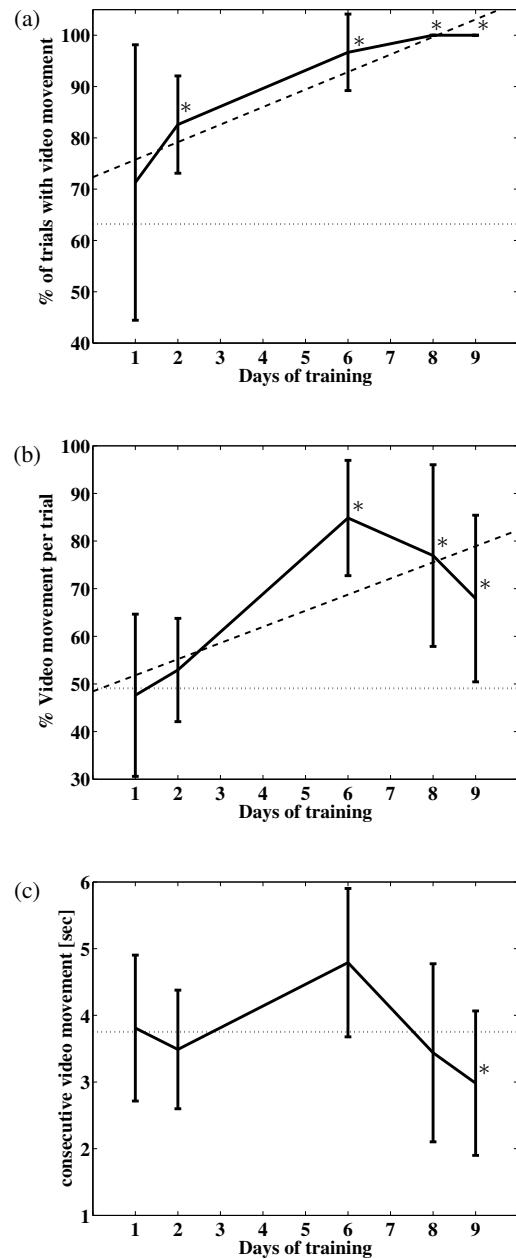 (a)
% of trials with video movement
100
90
80
70
60
50
40
* * * *
1 2 3 4 5 6 7 8 9
Days of training
(b)
% Video movement per trial
100
90
80
70
60
50
40
30
* * *
1 2 3 4 5 6 7 8 9
Days of training
(c)
consecutive video movement [sec]
6
5
4
3
2
1
*
1 2 3 4 5 6 7 8 9
Days of training